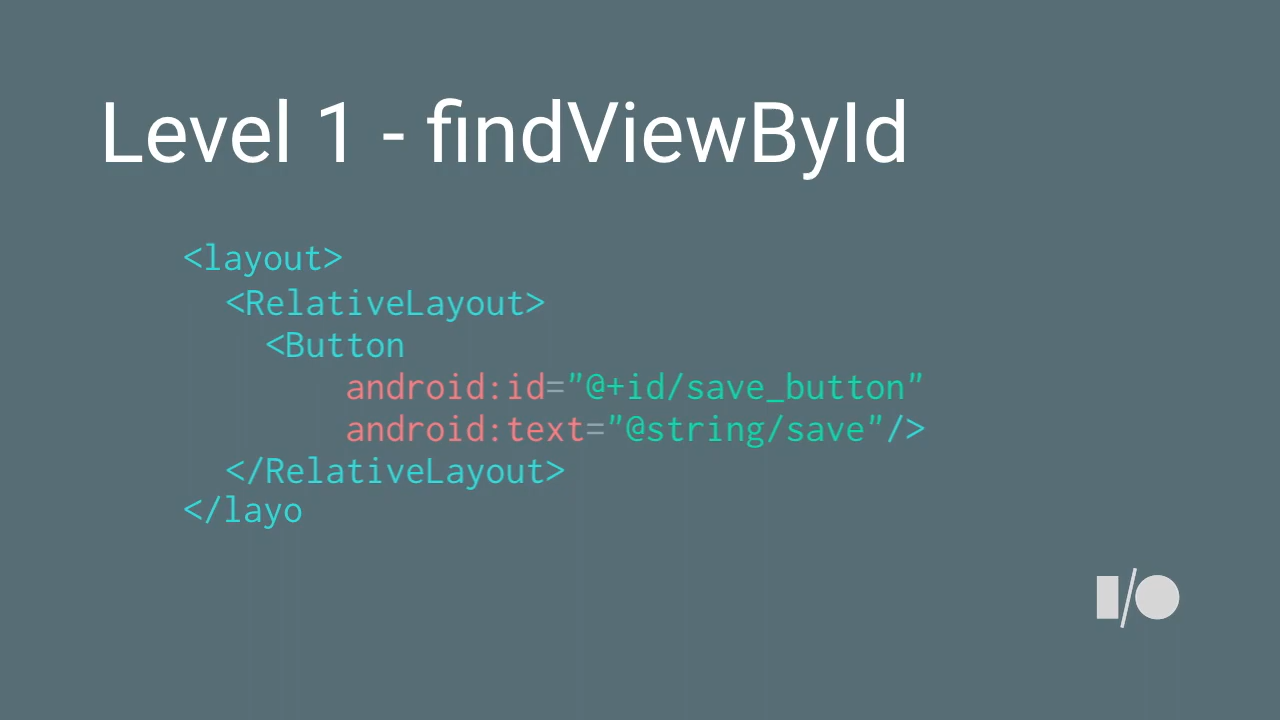 Level 1 - findViewById
<layout>
<RelativeLayout>
<Button
android:id="@+id/save_button"
android:text="@string/save"/>
</RelativeLayout>
</layo
I/O